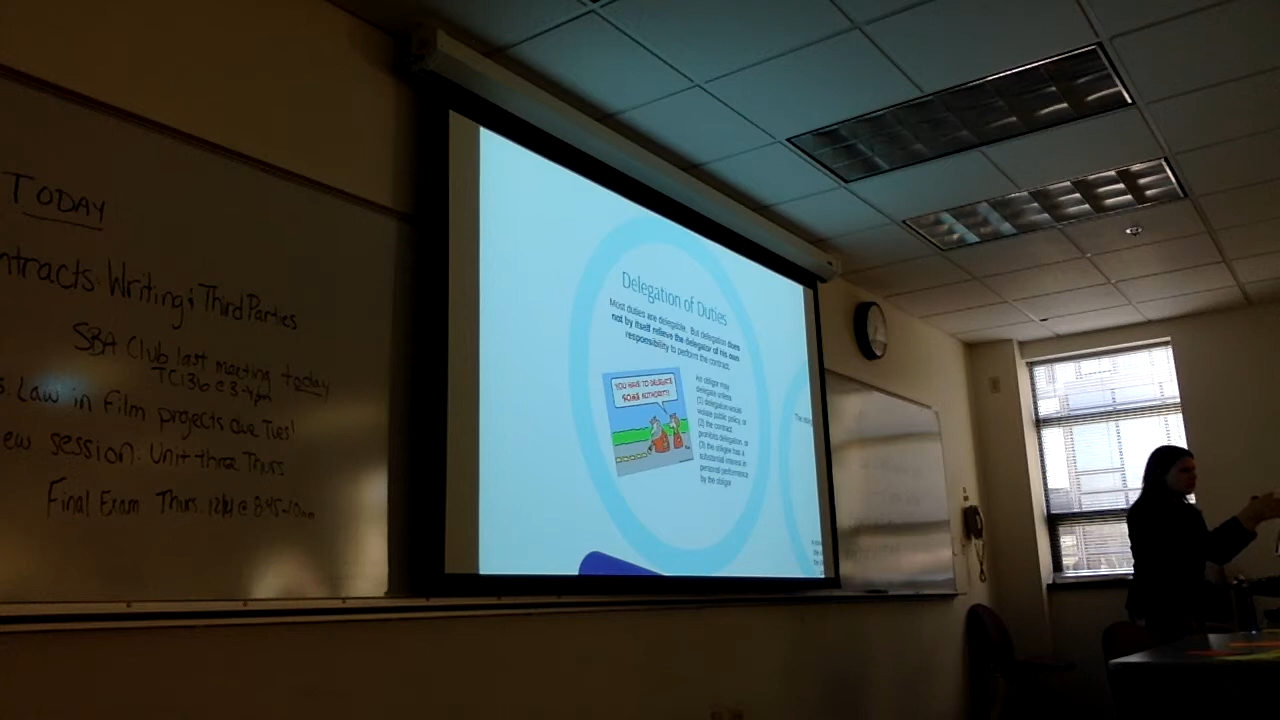 TODAY
ntracts: Writing; Third Parties
SBA Club last meeting today
TC136 @ 3-4pm
s. Law in Film projects due Tues!
ew session: Unit three Thurs
Final Exam Thurs. @ 8:45-10
Delegation of Duties
Most duties are delegable. But delegation does
not by itself relieve the delegator of his own
responsibility to perform the contract.
YOU HAVE TO DELEGATE
SOME AUTHORITY!
An obligor may
delegate unless
(1) delegation would
violate public policy, or
(2) the contract
prohibits delegation, or
(3) the obligee has a
substantial interest in
personal performance
by the obligor